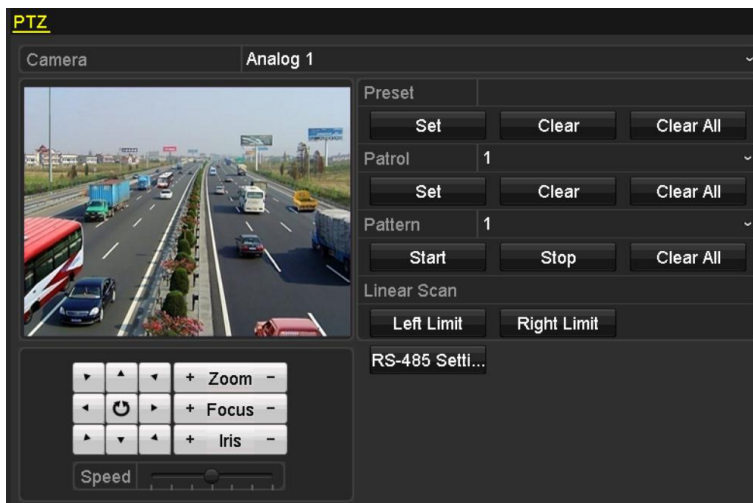 PTZ
Camera Analog 1
Preset
Set Clear Clear All
Patrol 1
Set Clear Clear All
Pattern 1
Start Stop Clear All
Linear Scan
Left Limit Right Limit
RS-485 Setti...
+ Zoom -
+ Focus -
+ Iris -
Speed